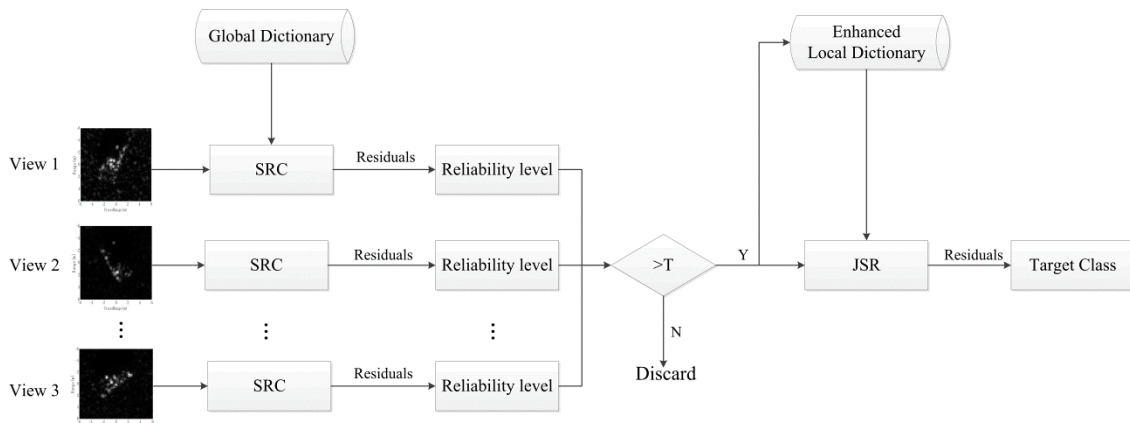 Global Dictionary
Enhanced
Local Dictionary
View 1
SRC
Residuals
Reliability level
View 2
SRC
Residuals
Reliability level
>T
Y
JSR
Residuals
Target Class
N
Discard
View 3
SRC
Residuals
Reliability level